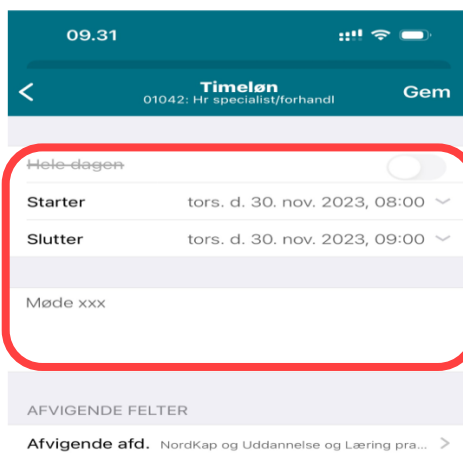 09.31
Timeløn
01042: Hr specialist/forhandl
Gem
Hele dagen
Starter tors. d. 30. nov. 2023, 08:00
Slutter tors. d. 30. nov. 2023, 09:00
Møde xxx
AFVIGENDE FELTER
Afvigende afd. NordKap og Uddannelse og Læring pra...